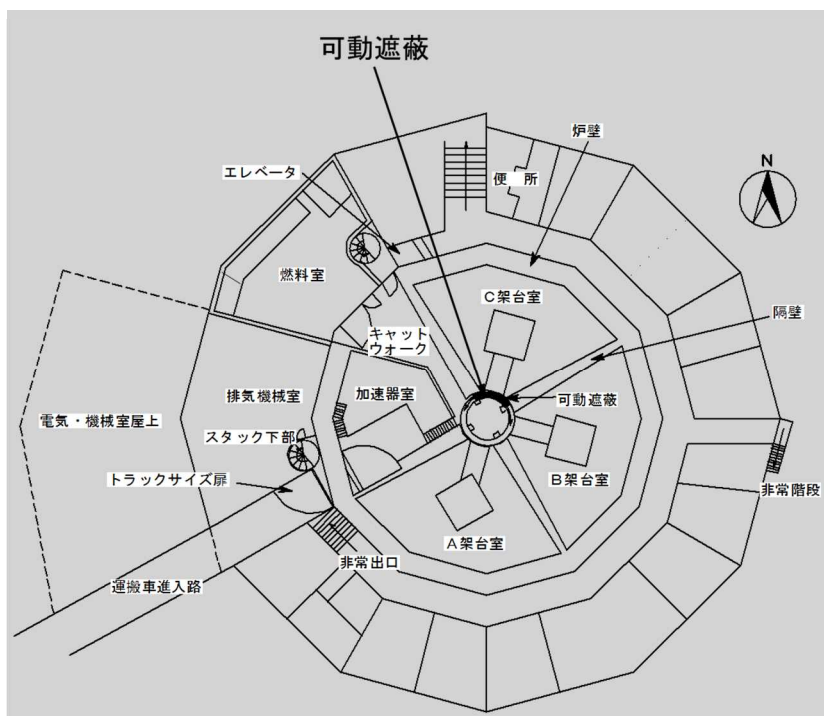 可動遮蔽
炉壁
エレベータ
便 所
N
燃料室
C架台室
隔壁
キャット
ウォーク
排気機械室
加速器室
可動遮蔽
電気・機械室屋上
スタック下部
トラックサイズ扉
B架台室
非常階段
A架台室
非常出口
運搬車進入路